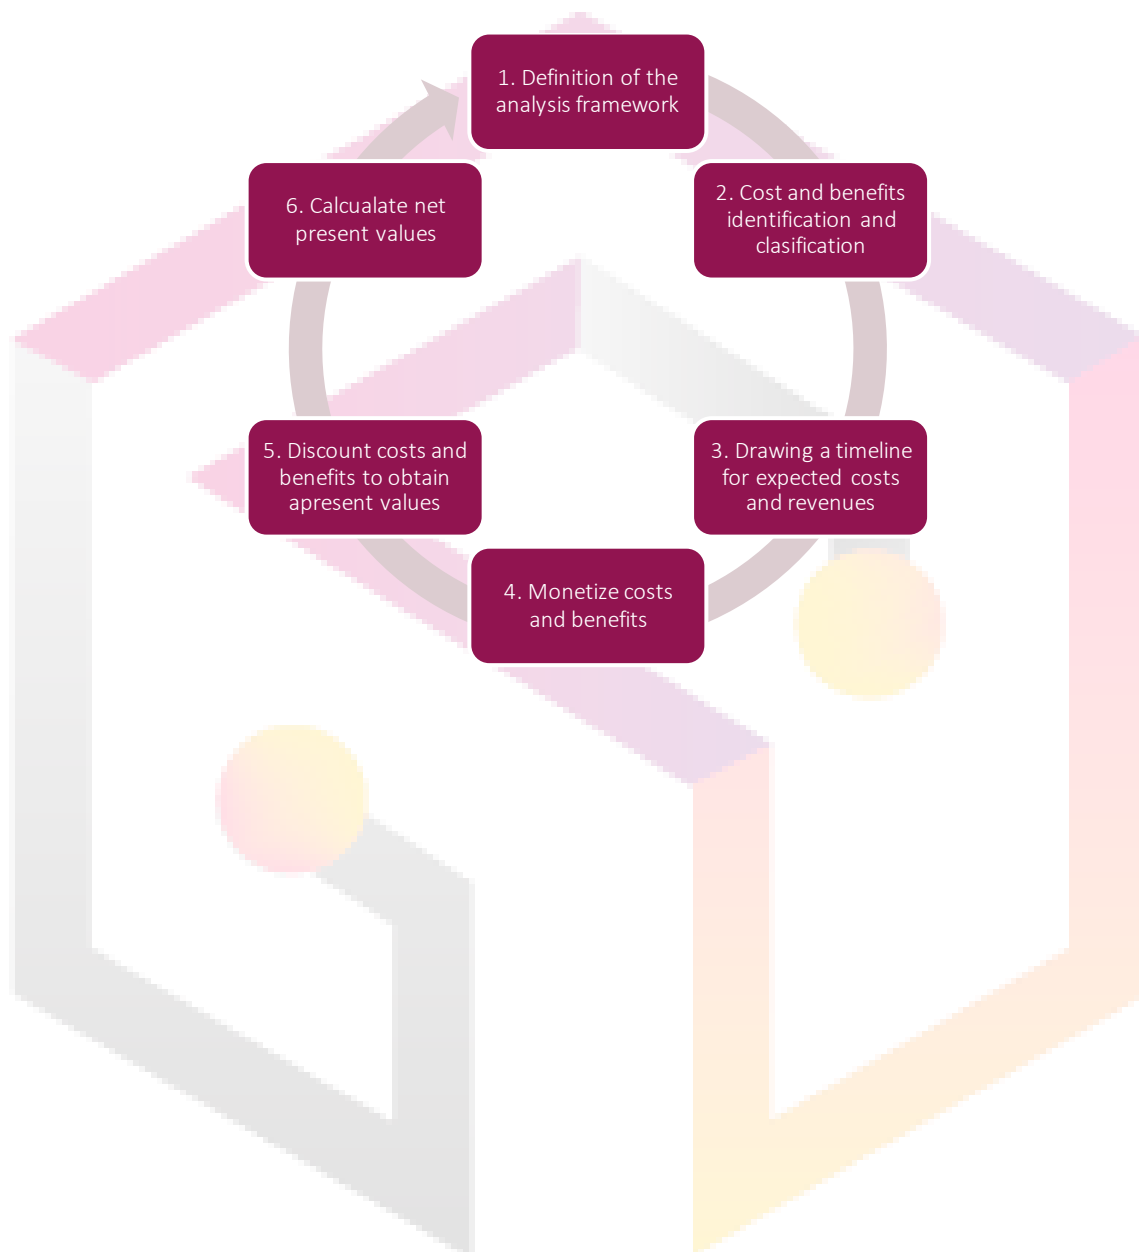 1. Definition of the
analysis framework
2. Cost and benefits
identification and
clasification
3. Drawing a timeline
for expected costs
and revenues
4. Monetize costs
and benefits
5. Discount costs and
benefits to obtain
apresent values
6. Calcualate net
present values